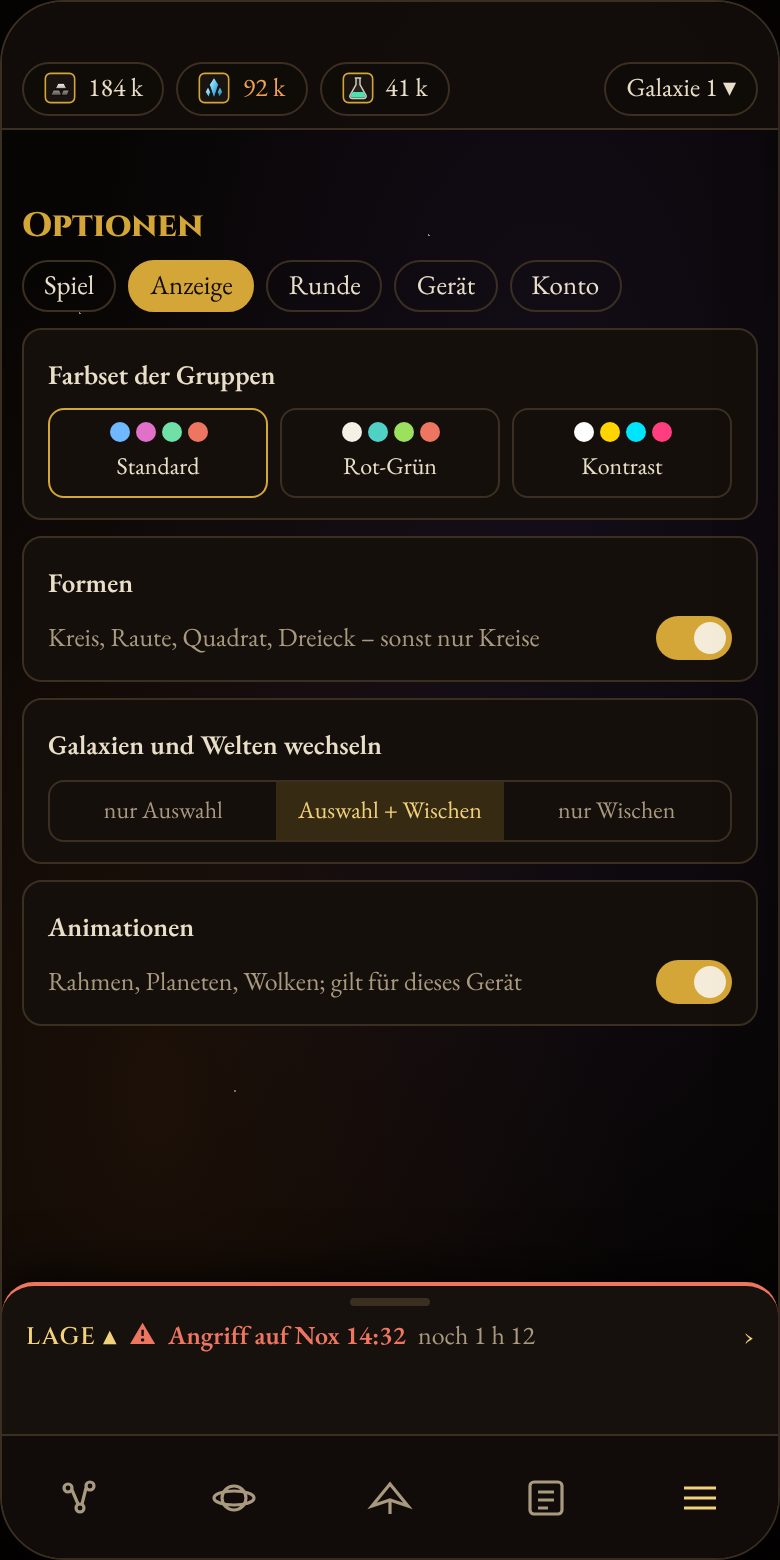 184 k 92 k 41 k Galaxie 1 ▼
Optionen
Spiel Anzeige Runde Gerät Konto
Farbset der Gruppen
Standard Rot-Grün Kontrast
Formen
Kreis, Raute, Quadrat, Dreieck – sonst nur Kreise
Galaxien und Welten wechseln
nur Auswahl Auswahl + Wischen nur Wischen
Animationen
Rahmen, Planeten, Wolken; gilt für dieses Gerät
LAGE ▲ Angriff auf Nox 14:32 noch 1 h 12 ›